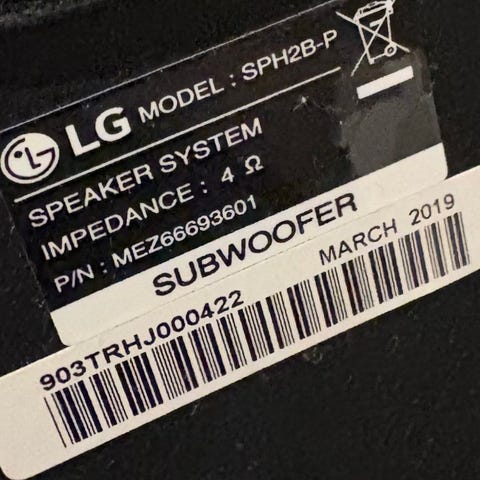 LG MODEL : SPH2B-P
SPEAKER SYSTEM
IMPEDANCE : 4 Ω
P/N : MEZ66693601
SUBWOOFER
MARCH 2019
903TRHJ000422